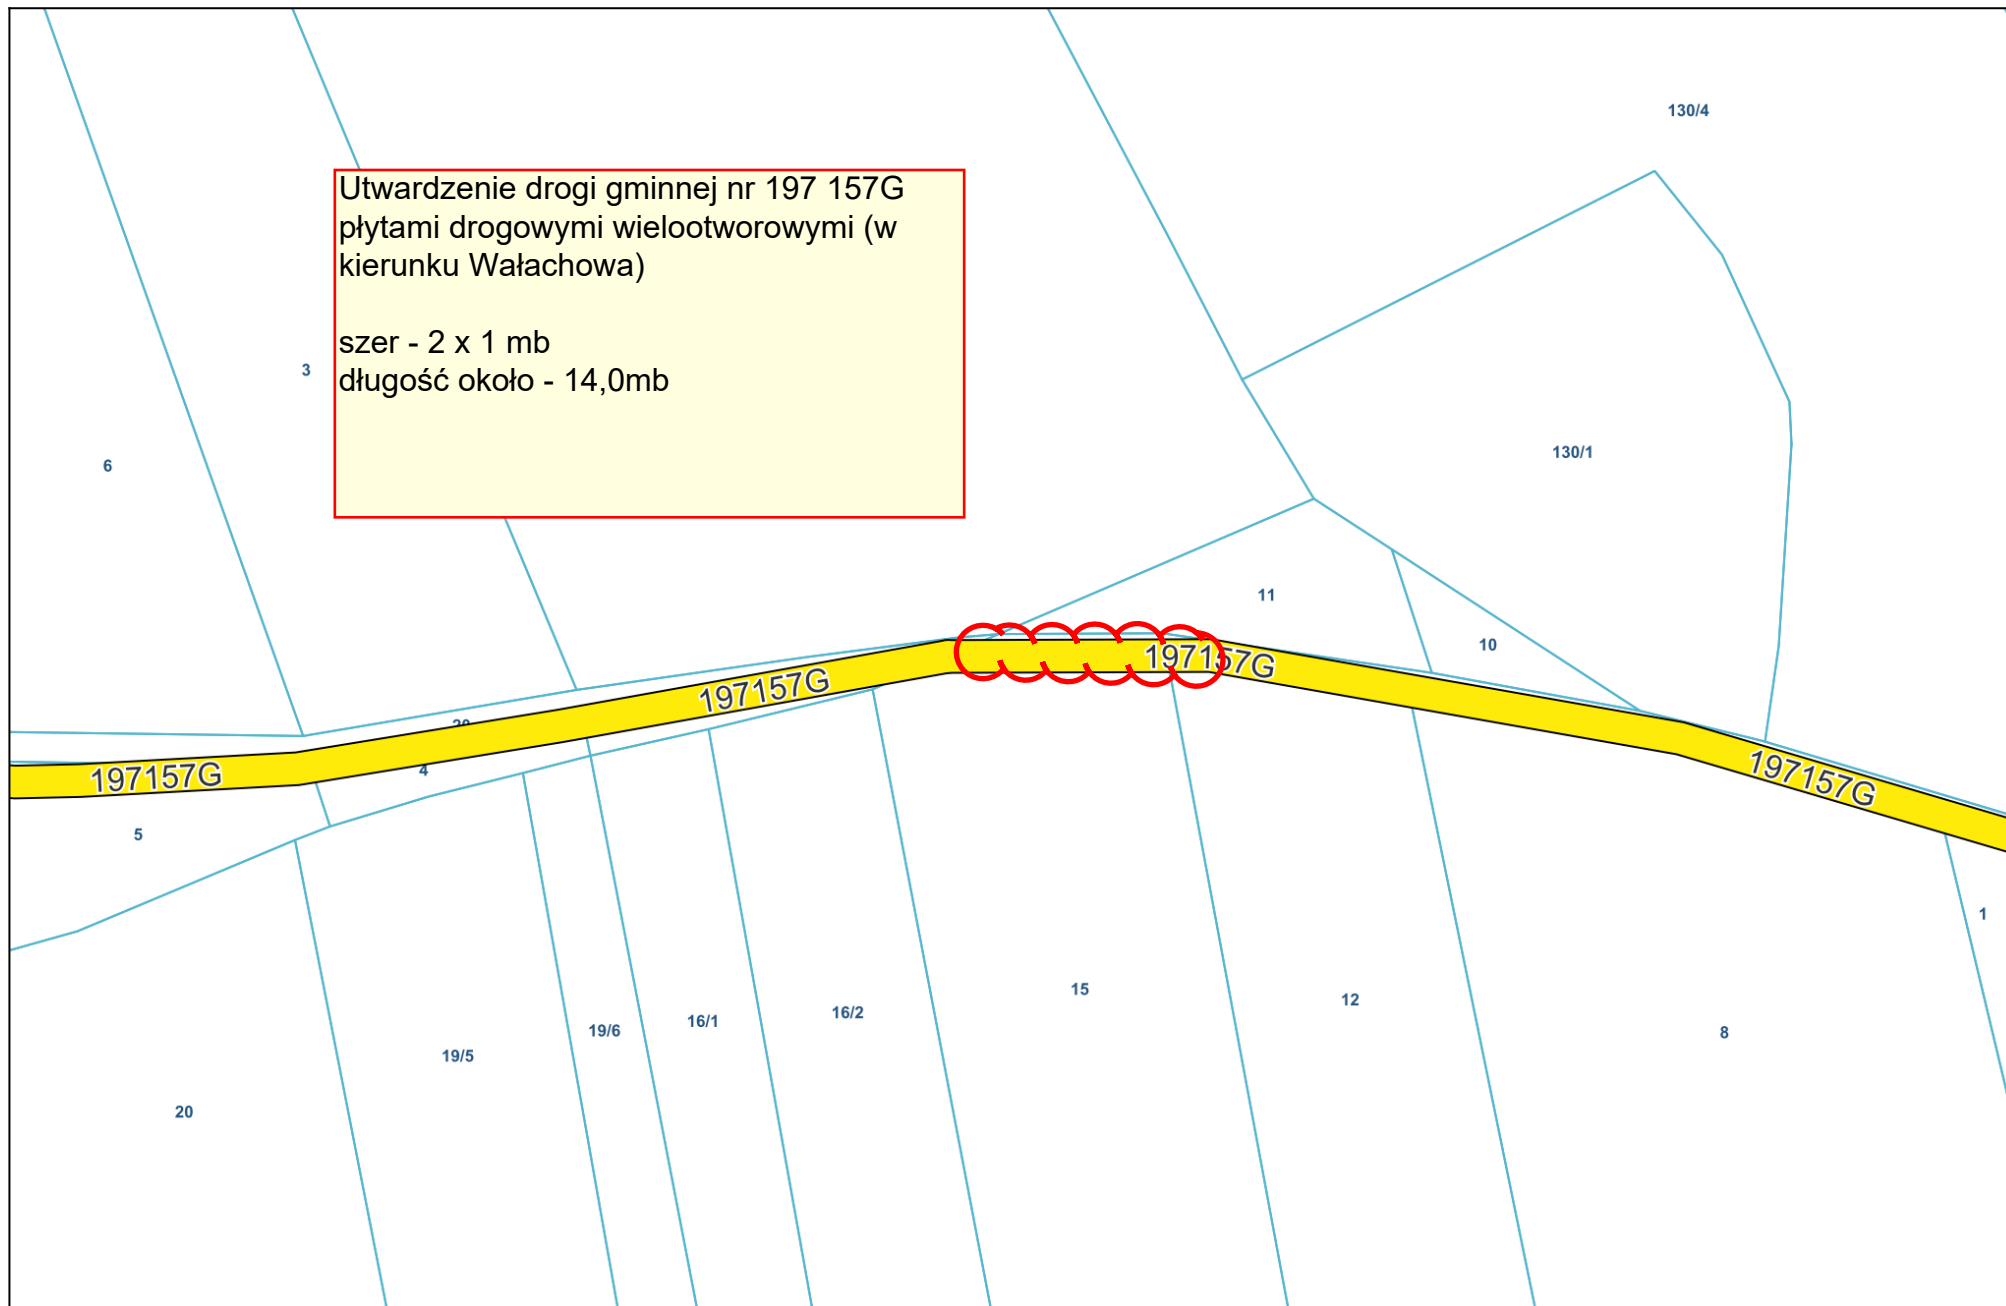 130/4
Utwardzenie drogi gminnej nr 197 157G
płytami drogowymi wielootworowymi (w
kierunku Wałachowa)
szer - 2 x 1 mb
długość około - 14,0mb
3
6
130/1
11
10
197157G
197157G
197157G
197157G
4
5
1
15
12
16/2
16/1
19/6
8
19/5
20